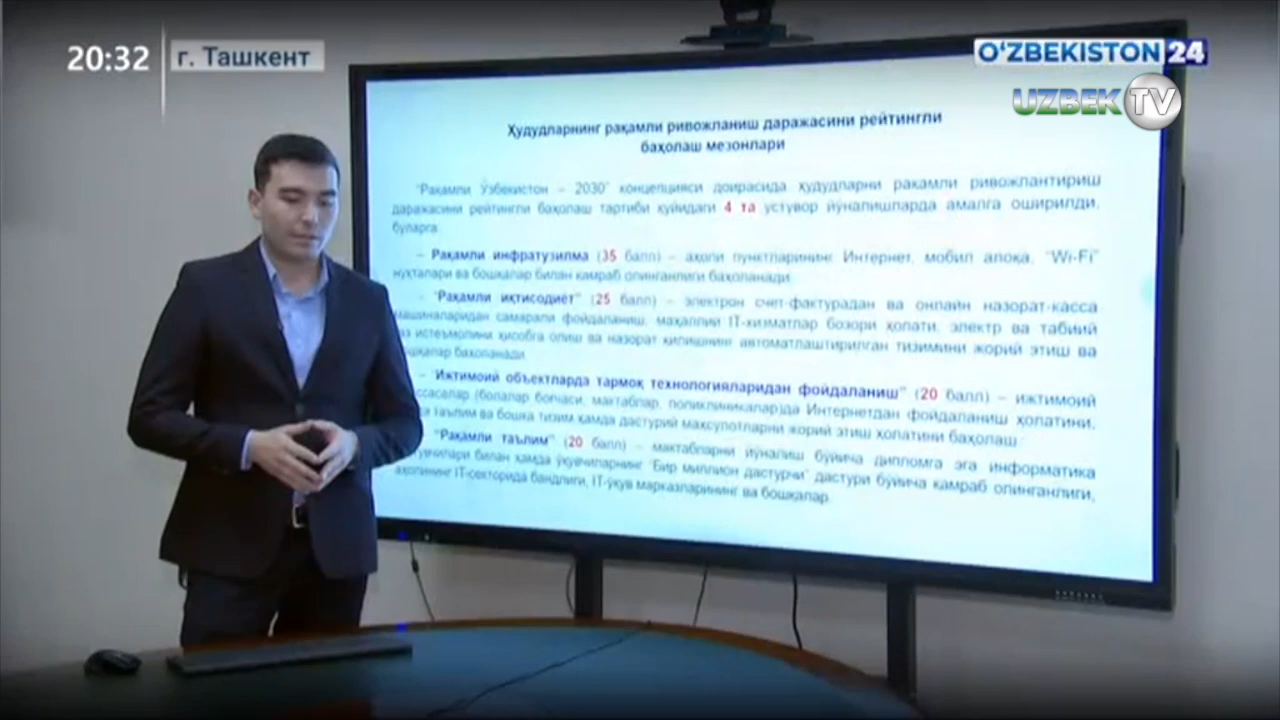 20:32
г. Ташкент
O‘ZBEKISTON 24
UZBEK TV
Ҳудудларнинг рақамли ривожланиш даражасини рейтингли
баҳолаш мезонлари
"Рақамли Ўзбекистон – 2030" концепцияси доирасида ҳудудларни рақамли ривожлантириш
даражасини рейтингли баҳолаш тартиби қуйидаги 4 та устувор йўналишларда амалга оширилди,
буларга:
– Рақамли инфратузилма (35 балл) – аҳоли пунктларининг Интернет, мобил алоқа, "Wi-Fi"
нуқталари ва бошқалар билан қамраб олинганлиги баҳоланади
– "Рақамли иқтисодиёт" (25 балл) – электрон счет-фактурадан ва онлайн назорат-касса
машиналаридан самарали фойдаланиш, маҳаллий IT-хизматлар бозори ҳолати, электр ва табиий
истеъмолини ҳисобга олиш ва назорат қилишнинг автоматлаштирилган тизимини жорий этиш ва
баҳоланади
– "Ижтимоий объектларда тармоқ технологияларидан фойдаланиш" (20 балл) – ижтимоий
(болалар боғчаси, мактаблар, поликлиникалар)да Интернетдан фойдаланиш ҳолатини,
таълим ва бошқа тизим ҳамда дастурий маҳсулотларни жорий этиш ҳолатини баҳолаш
"Рақамли таълим" (20 балл) – мактабларни йўналиш бўйича дипломга эга информатика
билан ҳамда ўқувчиларнинг "Бир миллион дастурчи" дастури бўйича қамраб олинганлиги,
аҳолининг IT-секторида бандлиги, IT-ўқув марказларининг ва бошқалар